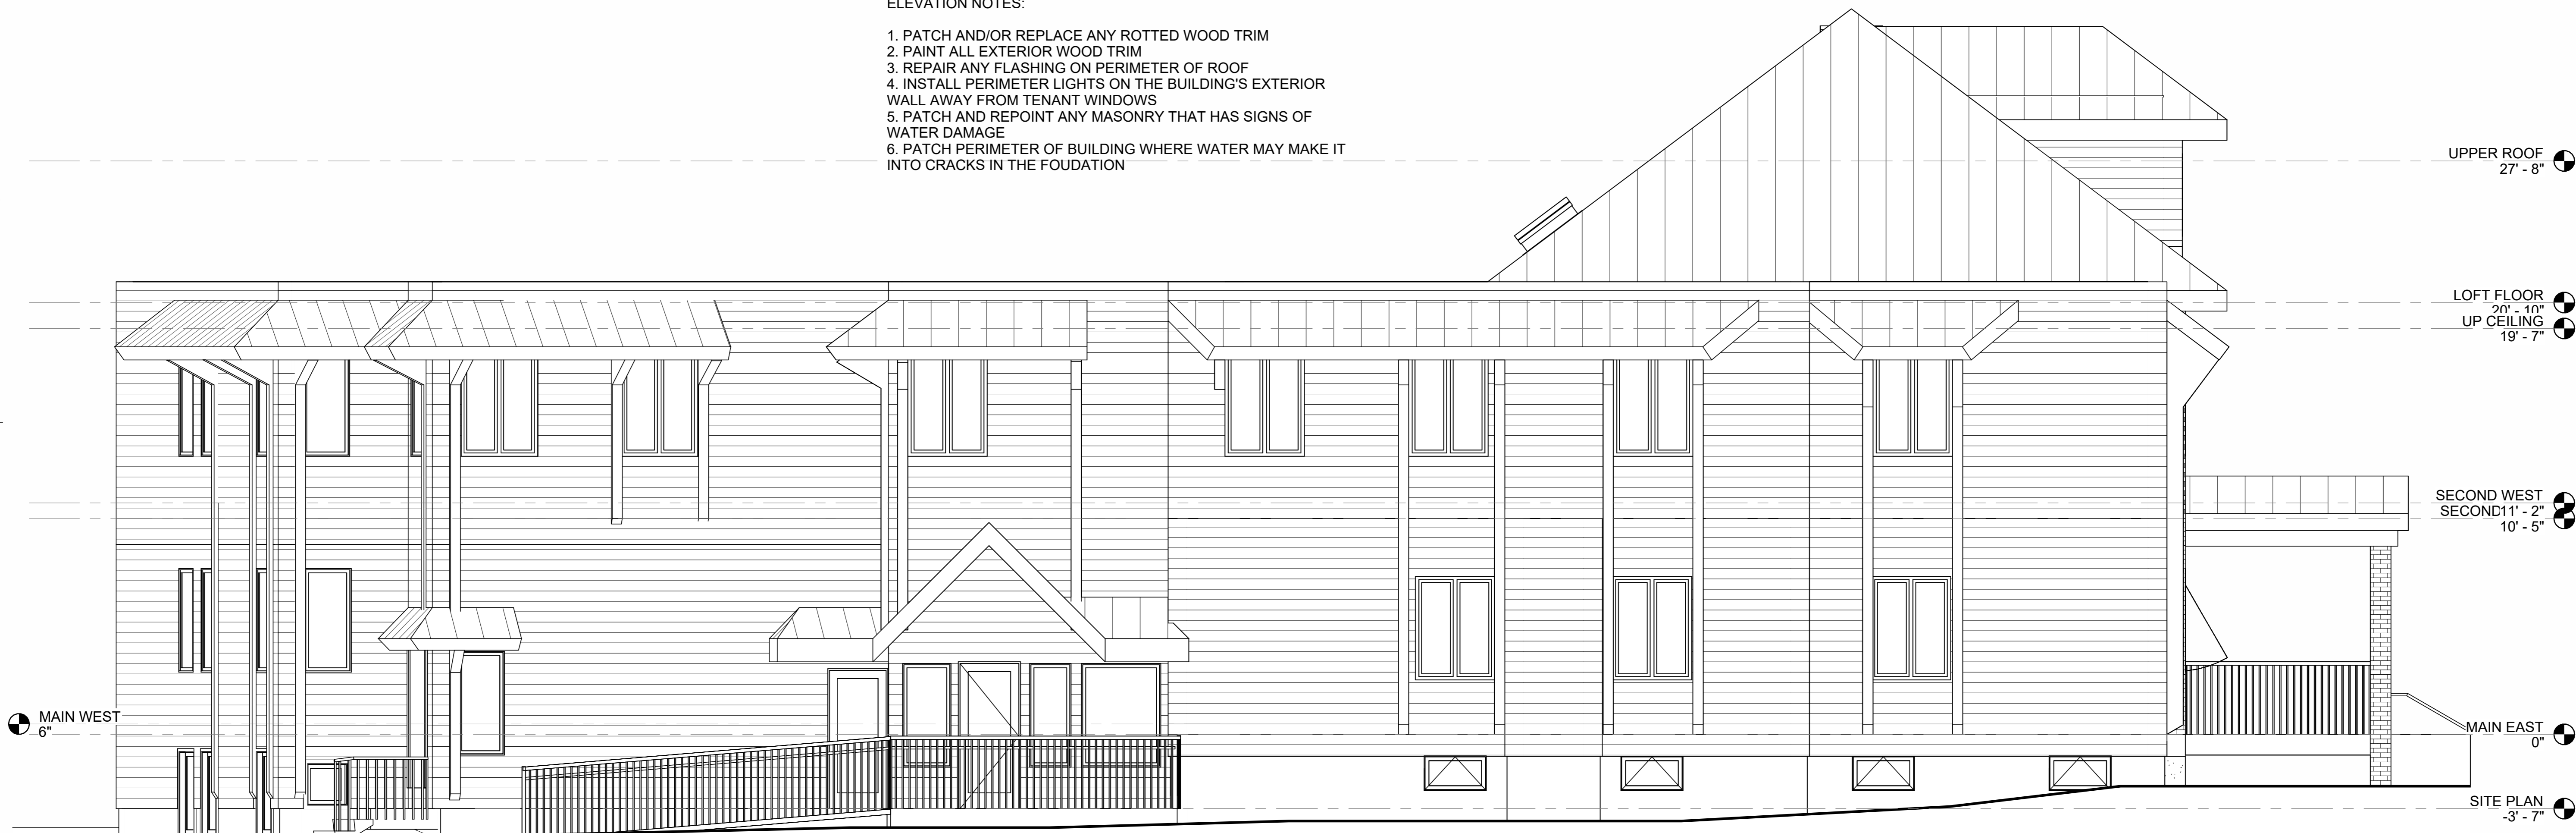 ELEVATION NOTES:
1. PATCH AND/OR REPLACE ANY ROTTED WOOD TRIM
2. PAINT ALL EXTERIOR WOOD TRIM
3. REPAIR ANY FLASHING ON PERIMETER OF ROOF
4. INSTALL PERIMETER LIGHTS ON THE BUILDING'S EXTERIOR
WALL AWAY FROM TENANT WINDOWS
5. PATCH AND REPOINT ANY MASONRY THAT HAS SIGNS OF
WATER DAMAGE
6. PATCH PERIMETER OF BUILDING WHERE WATER MAY MAKE IT
INTO CRACKS IN THE FOUDATION
UPPER ROOF
27' - 8"
LOFT FLOOR
20' - 10"
UP CEILING
19' - 7"
SECOND WEST
SECOND 11' - 2"
10' - 5"
MAIN WEST
6"
MAIN EAST
0"
SITE PLAN
-3' - 7"